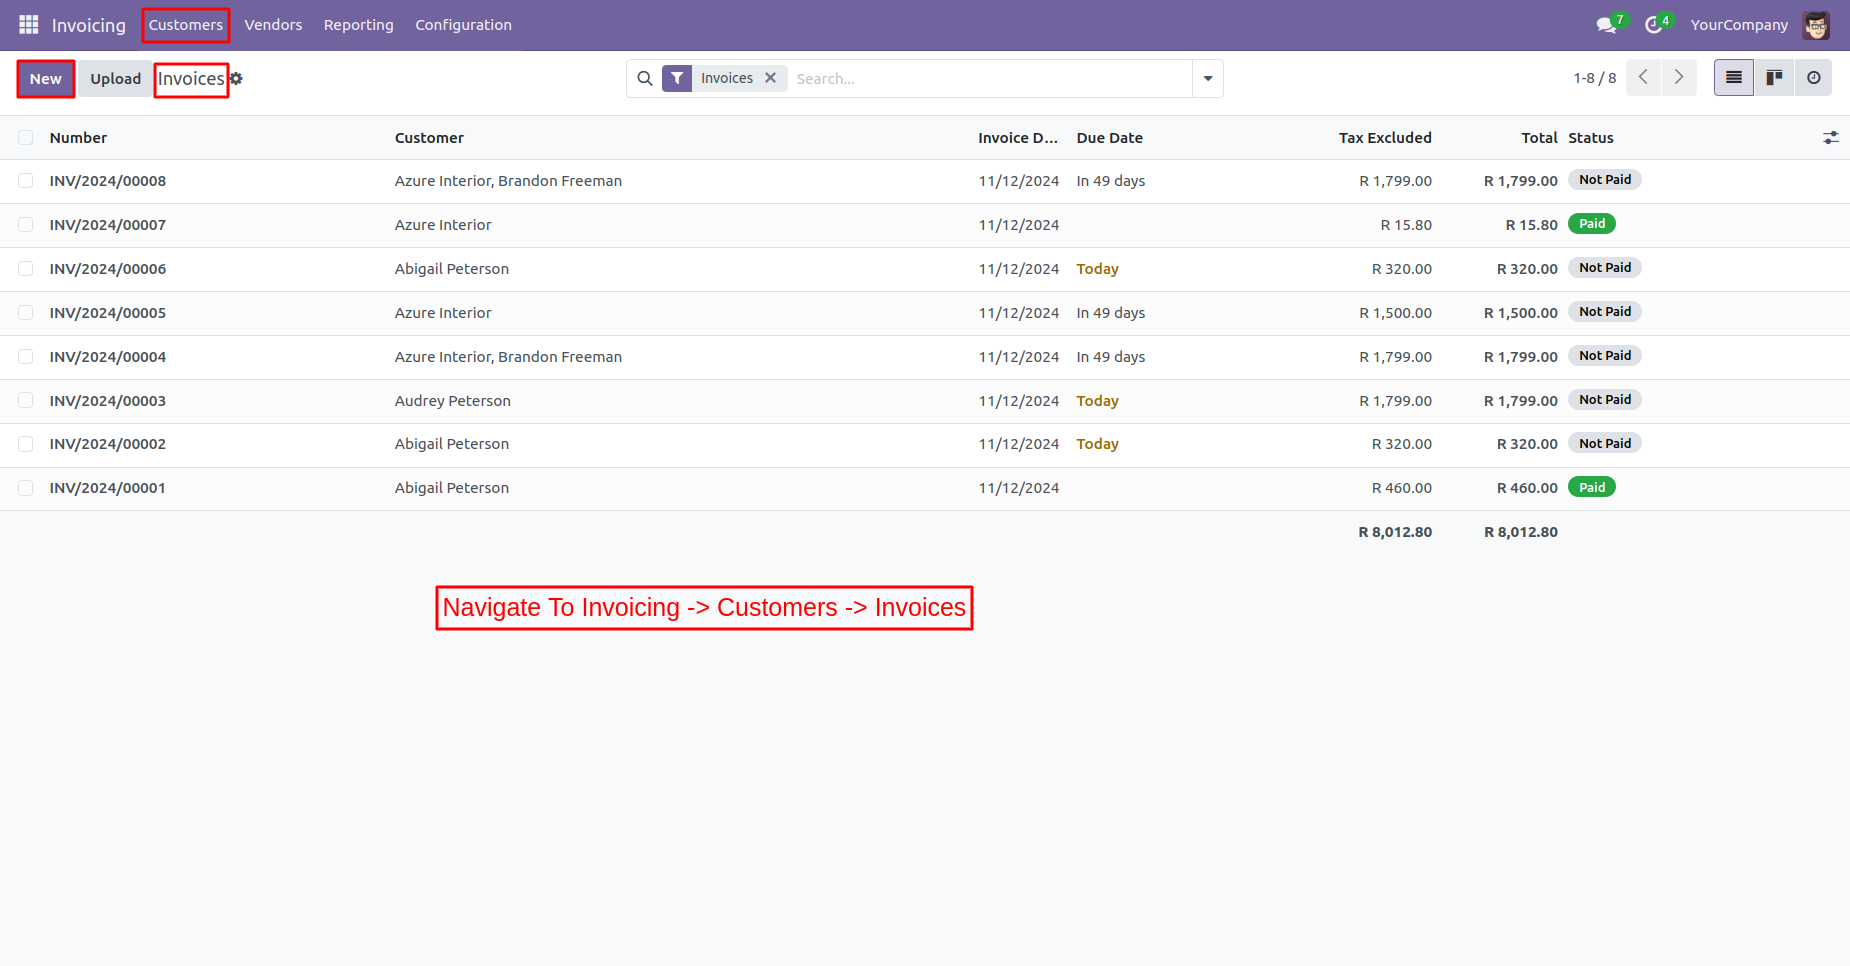 Invoicing Customers Vendors Reporting Configuration 7 4 YourCompany
New Upload Invoices Invoices Search... 1-8 / 8
Number Customer Invoice D... Due Date Tax Excluded Total Status
INV/2024/00008 Azure Interior, Brandon Freeman 11/12/2024 In 49 days R 1,799.00 R 1,799.00 Not Paid
INV/2024/00007 Azure Interior 11/12/2024 R 15.80 R 15.80 Paid
INV/2024/00006 Abigail Peterson 11/12/2024 Today R 320.00 R 320.00 Not Paid
INV/2024/00005 Azure Interior 11/12/2024 In 49 days R 1,500.00 R 1,500.00 Not Paid
INV/2024/00004 Azure Interior, Brandon Freeman 11/12/2024 In 49 days R 1,799.00 R 1,799.00 Not Paid
INV/2024/00003 Audrey Peterson 11/12/2024 Today R 1,799.00 R 1,799.00 Not Paid
INV/2024/00002 Abigail Peterson 11/12/2024 Today R 320.00 R 320.00 Not Paid
INV/2024/00001 Abigail Peterson 11/12/2024 R 460.00 R 460.00 Paid
R 8,012.80 R 8,012.80
Navigate To Invoicing -> Customers -> Invoices